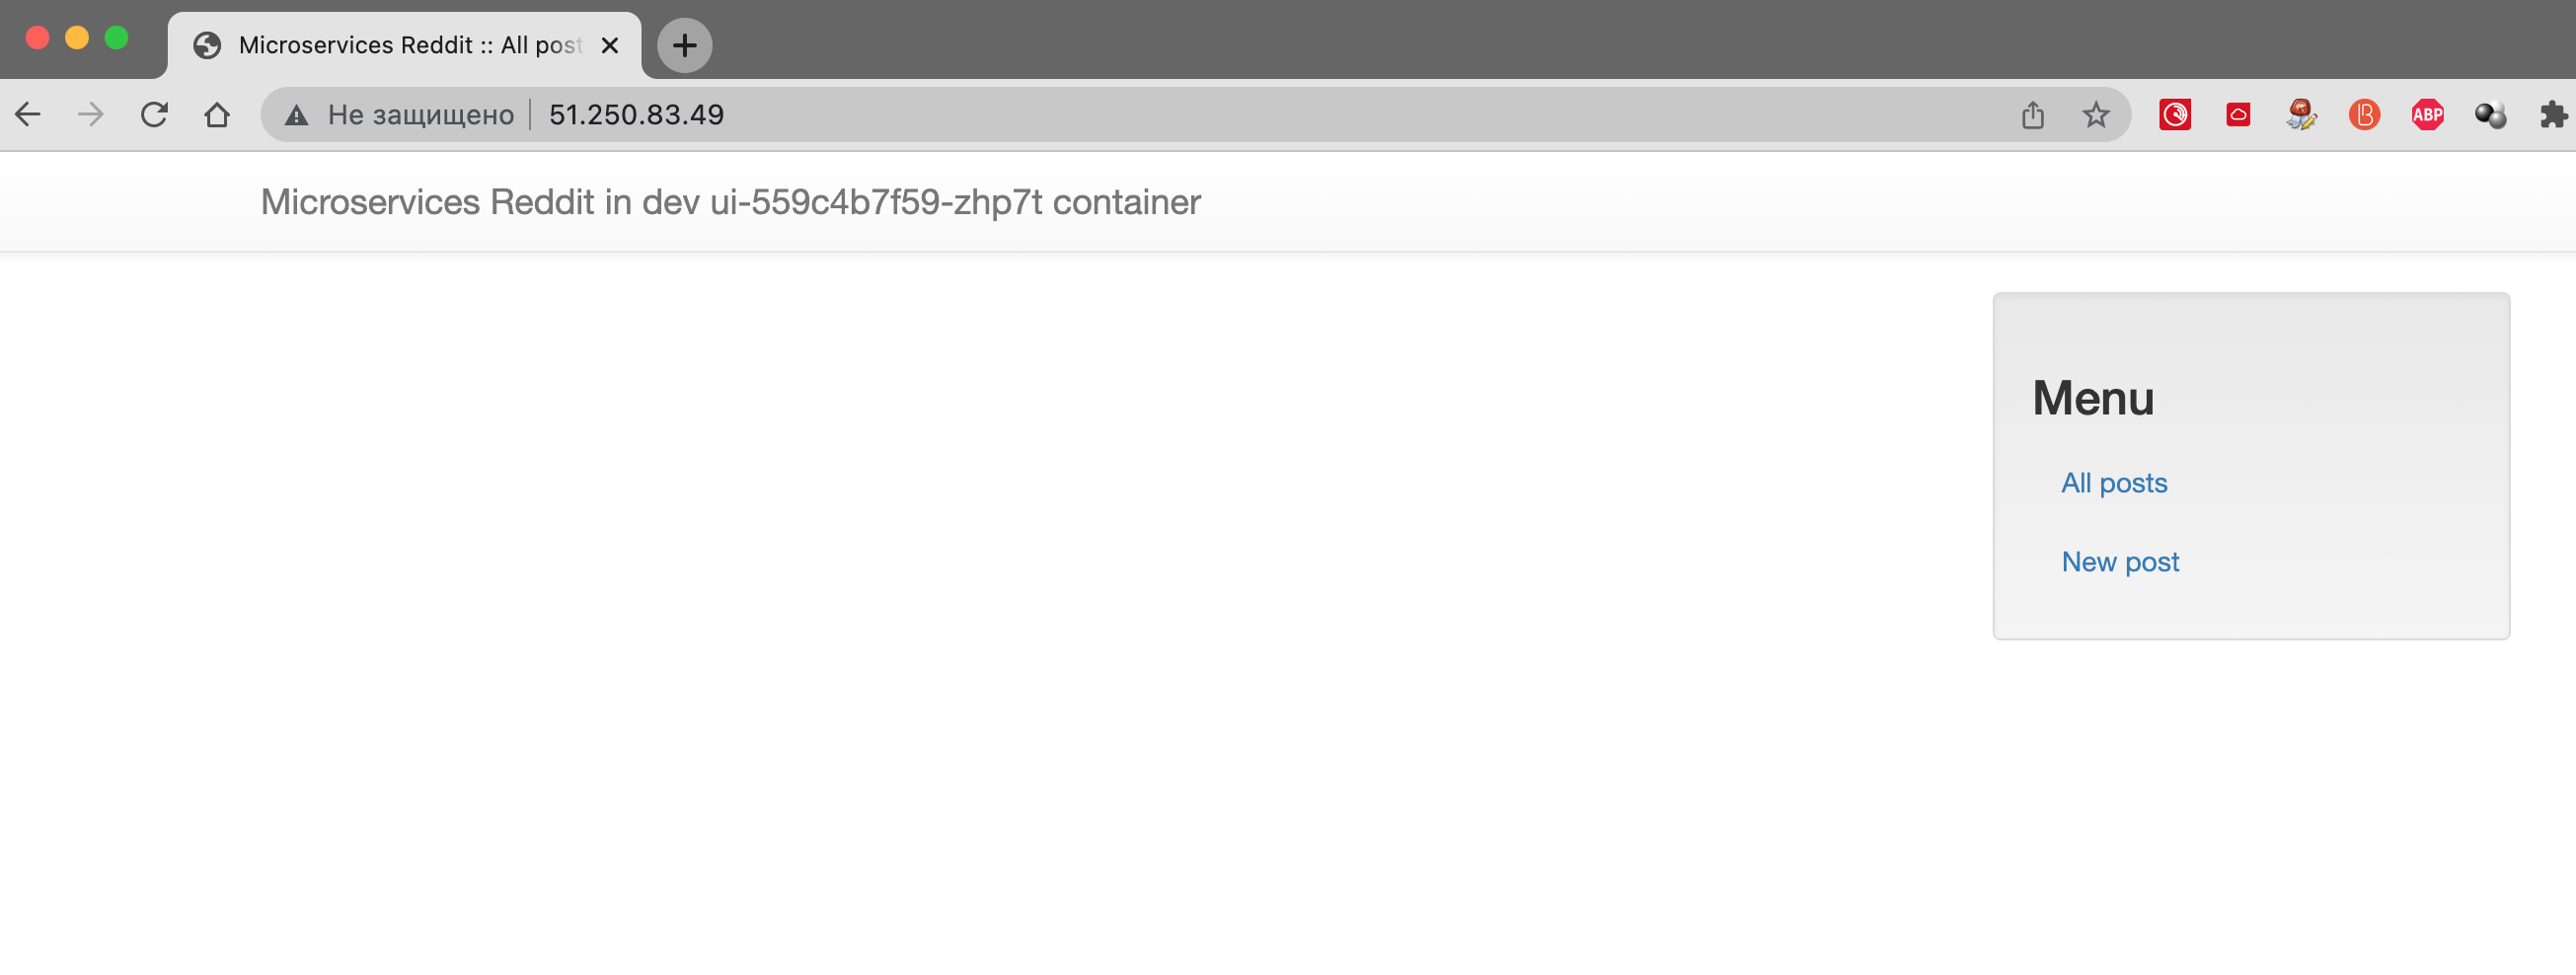 Microservices Reddit :: All post
Не защищено 51.250.83.49
ABP
Microservices Reddit in dev ui-559c4b7f59-zhp7t container
Menu
All posts
New post